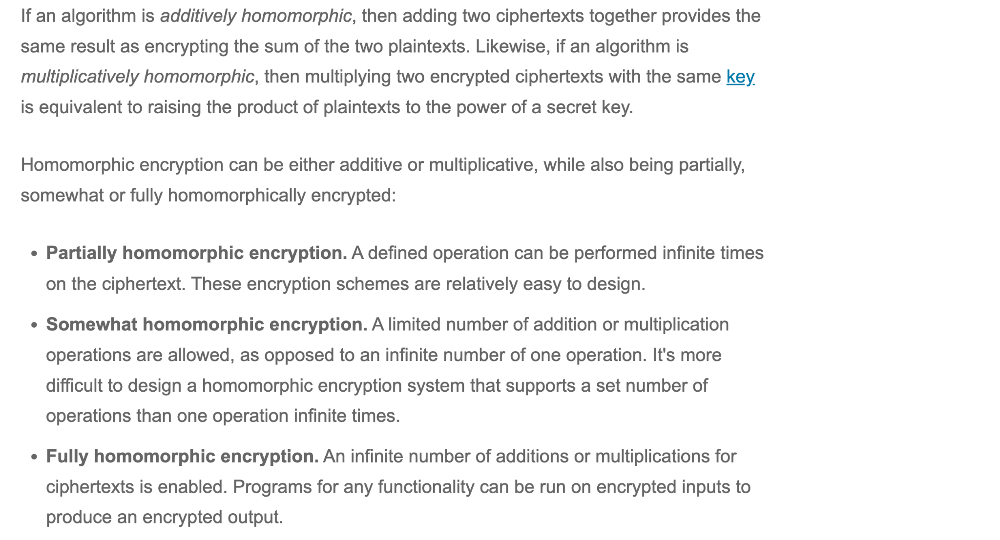 If an algorithm is additively homomorphic, then adding two ciphertexts together provides the
same result as encrypting the sum of the two plaintexts. Likewise, if an algorithm is
multiplicatively homomorphic, then multiplying two encrypted ciphertexts with the same key
is equivalent to raising the product of plaintexts to the power of a secret key.
Homomorphic encryption can be either additive or multiplicative, while also being partially,
somewhat or fully homomorphically encrypted:
• Partially homomorphic encryption. A defined operation can be performed infinite times
on the ciphertext. These encryption schemes are relatively easy to design.
• Somewhat homomorphic encryption. A limited number of addition or multiplication
operations are allowed, as opposed to an infinite number of one operation. It's more
difficult to design a homomorphic encryption system that supports a set number of
operations than one operation infinite times.
• Fully homomorphic encryption. An infinite number of additions or multiplications for
ciphertexts is enabled. Programs for any functionality can be run on encrypted inputs to
produce an encrypted output.